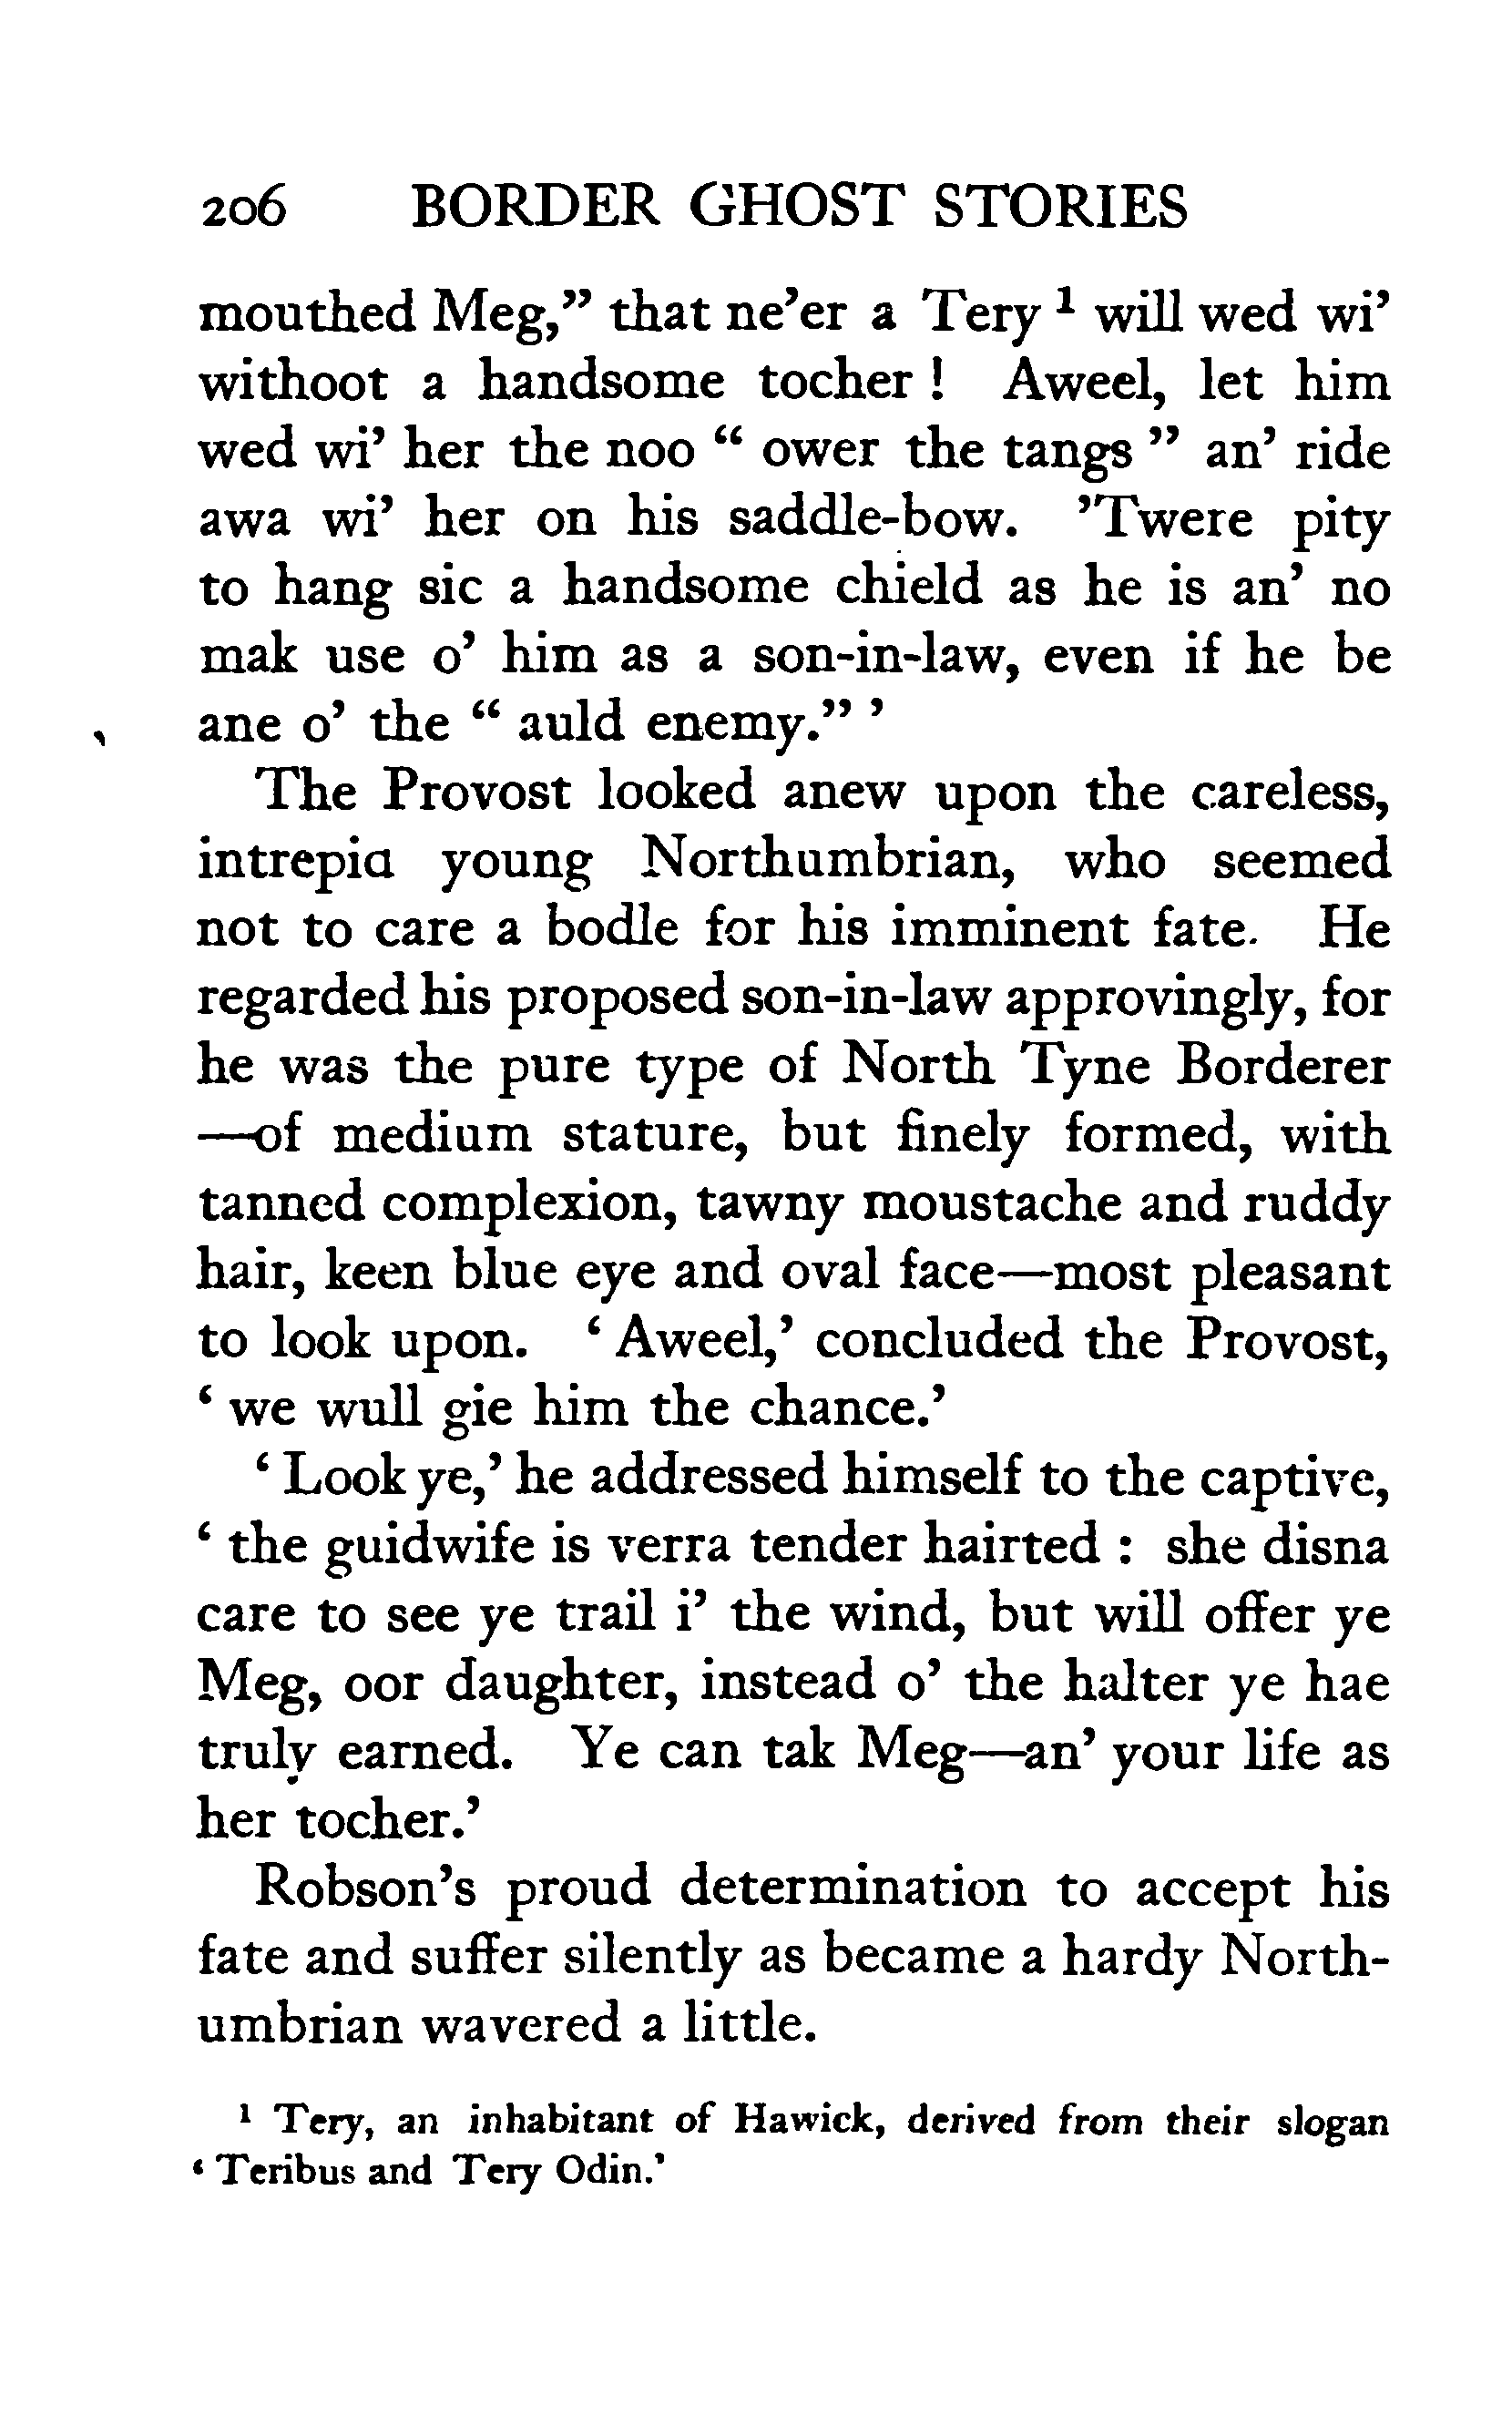 206 BORDER GHOST STORIES
mouthed Meg,” that ne’er a Tery ¹ will wed wi’
withoot a handsome tocher ! Aweel, let him
wed wi’ her the noo “ ower the tangs ” an’ ride
awa wi’ her on his saddle-bow. ’Twere pity
to hang sic a handsome chield as he is an’ no
mak use o’ him as a son-in-law, even if he be
ane o’ the “ auld enemy.” ’
The Provost looked anew upon the careless,
intrepid young Northumbrian, who seemed
not to care a bodle for his imminent fate. He
regarded his proposed son-in-law approvingly, for
he was the pure type of North Tyne Borderer
—of medium stature, but finely formed, with
tanned complexion, tawny moustache and ruddy
hair, keen blue eye and oval face—most pleasant
to look upon. ‘ Aweel,’ concluded the Provost,
‘ we wull gie him the chance.’
‘ Look ye,’ he addressed himself to the captive,
‘ the guidwife is verra tender hairted : she disna
care to see ye trail i’ the wind, but will offer ye
Meg, oor daughter, instead o’ the halter ye hae
truly earned. Ye can tak Meg—an’ your life as
her tocher.’
Robson’s proud determination to accept his
fate and suffer silently as became a hardy North-
umbrian wavered a little.
¹ Tery, an inhabitant of Hawick, derived from their slogan
‘ Teribus and Tery Odin.’